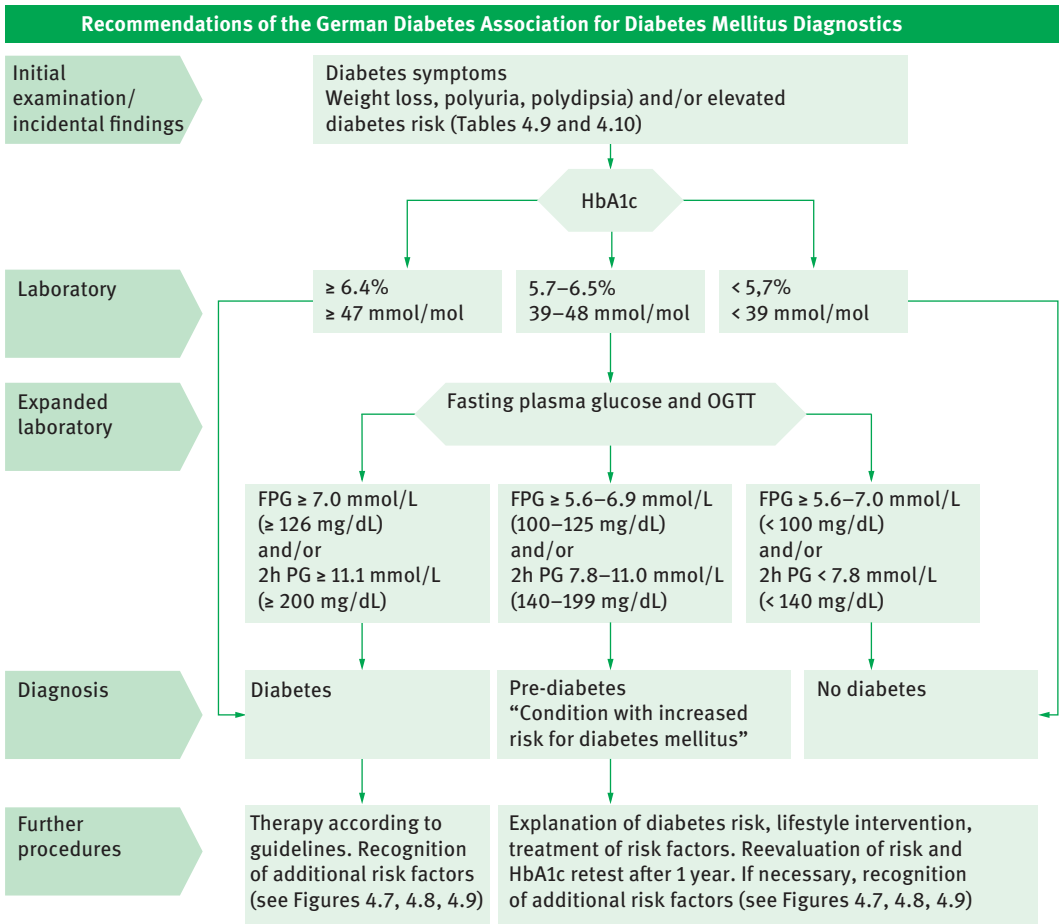 Recommendations of the German Diabetes Association for Diabetes Mellitus Diagnostics
Initial
examination/
incidental findings
Diabetes symptoms
Weight loss, polyuria, polydipsia) and/or elevated
diabetes risk (Tables 4.9 and 4.10)
HbA1c
Laboratory
≥ 6.4%
≥ 47 mmol/mol
5.7–6.5%
39–48 mmol/mol
< 5,7%
< 39 mmol/mol
Expanded
laboratory
Fasting plasma glucose and OGTT
FPG ≥ 7.0 mmol/L
(≥ 126 mg/dL)
and/or
2h PG ≥ 11.1 mmol/L
(≥ 200 mg/dL)
FPG ≥ 5.6–6.9 mmol/L
(100–125 mg/dL)
and/or
2h PG 7.8–11.0 mmol/L
(140–199 mg/dL)
FPG ≥ 5.6–7.0 mmol/L
(< 100 mg/dL)
and/or
2h PG < 7.8 mmol/L
(< 140 mg/dL)
Diagnosis
Diabetes
Pre-diabetes
“Condition with increased
risk for diabetes mellitus”
No diabetes
Further
procedures
Therapy according to
guidelines. Recognition
of additional risk factors
(see Figures 4.7, 4.8, 4.9)
Explanation of diabetes risk, lifestyle intervention,
treatment of risk factors. Reevaluation of risk and
HbA1c retest after 1 year. If necessary, recognition
of additional risk factors (see Figures 4.7, 4.8, 4.9)